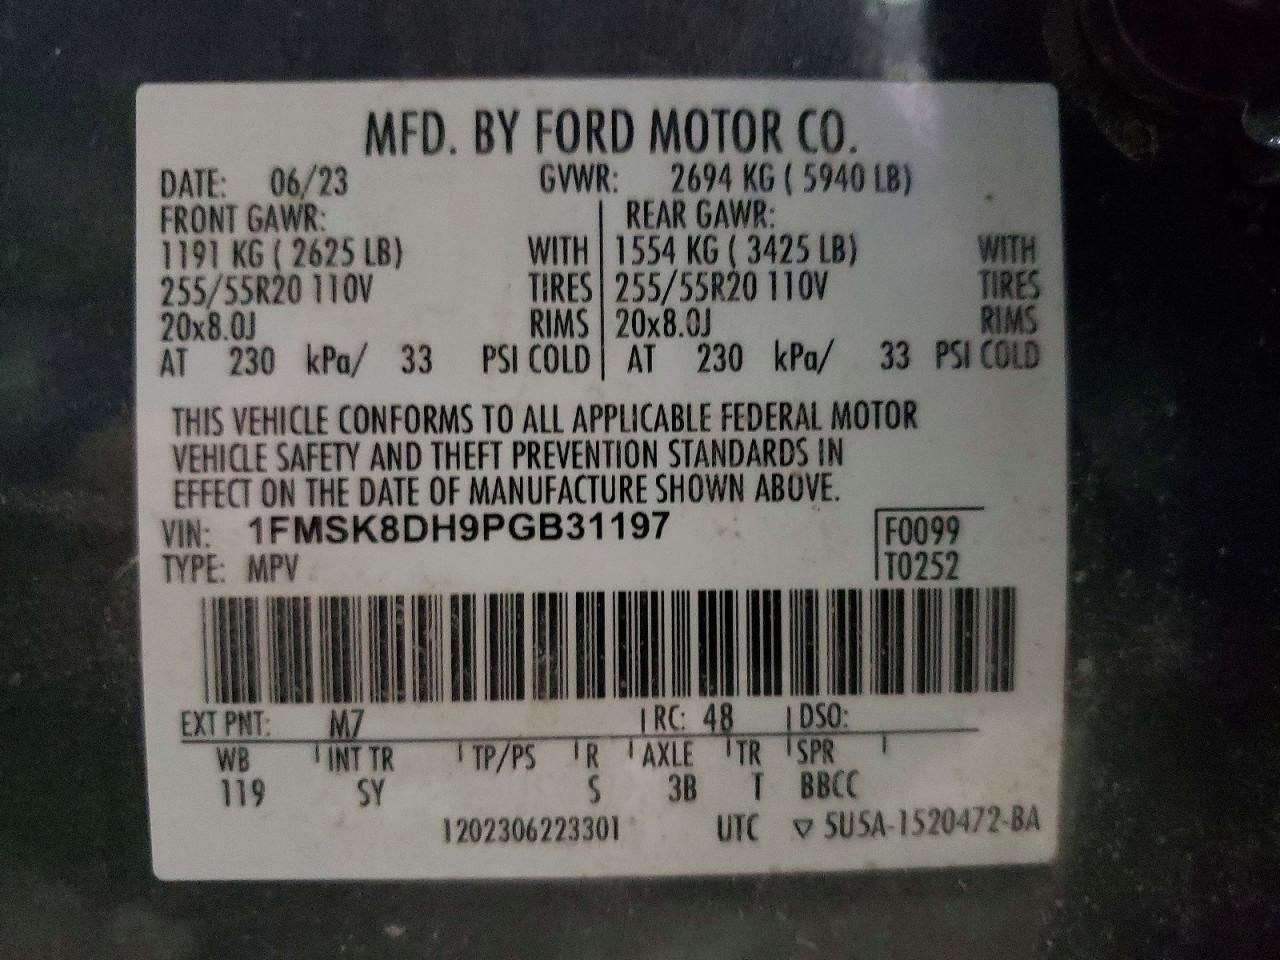 MFD. BY FORD MOTOR CO.
DATE: 06/23 GVWR: 2694 KG ( 5940 LB)
FRONT GAWR: REAR GAWR:
1191 KG ( 2625 LB) WITH 1554 KG ( 3425 LB) WITH
255/55R20 110V TIRES 255/55R20 110V TIRES
20x8.0J RIMS 20x8.0J RIMS
AT 230 kPa/ 33 PSI COLD AT 230 kPa/ 33 PSI COLD
THIS VEHICLE CONFORMS TO ALL APPLICABLE FEDERAL MOTOR
VEHICLE SAFETY AND THEFT PREVENTION STANDARDS IN
EFFECT ON THE DATE OF MANUFACTURE SHOWN ABOVE.
VIN: 1FMSK8DH9PGB31197 F0099
TYPE: MPV T0252
EXT PNT: M7 RC: 48 DSO:
WB INT TR TP/PS R AXLE TR SPR
119 SY S 3B T BBCC
1202306223301 UTC ▽ 5U5A-1520472-BA